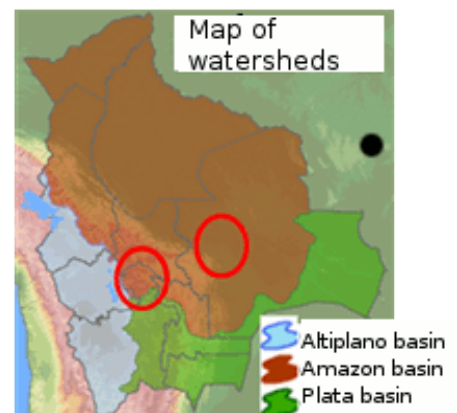 Map of
watersheds
Altiplano basin
Amazon basin
Plata basin